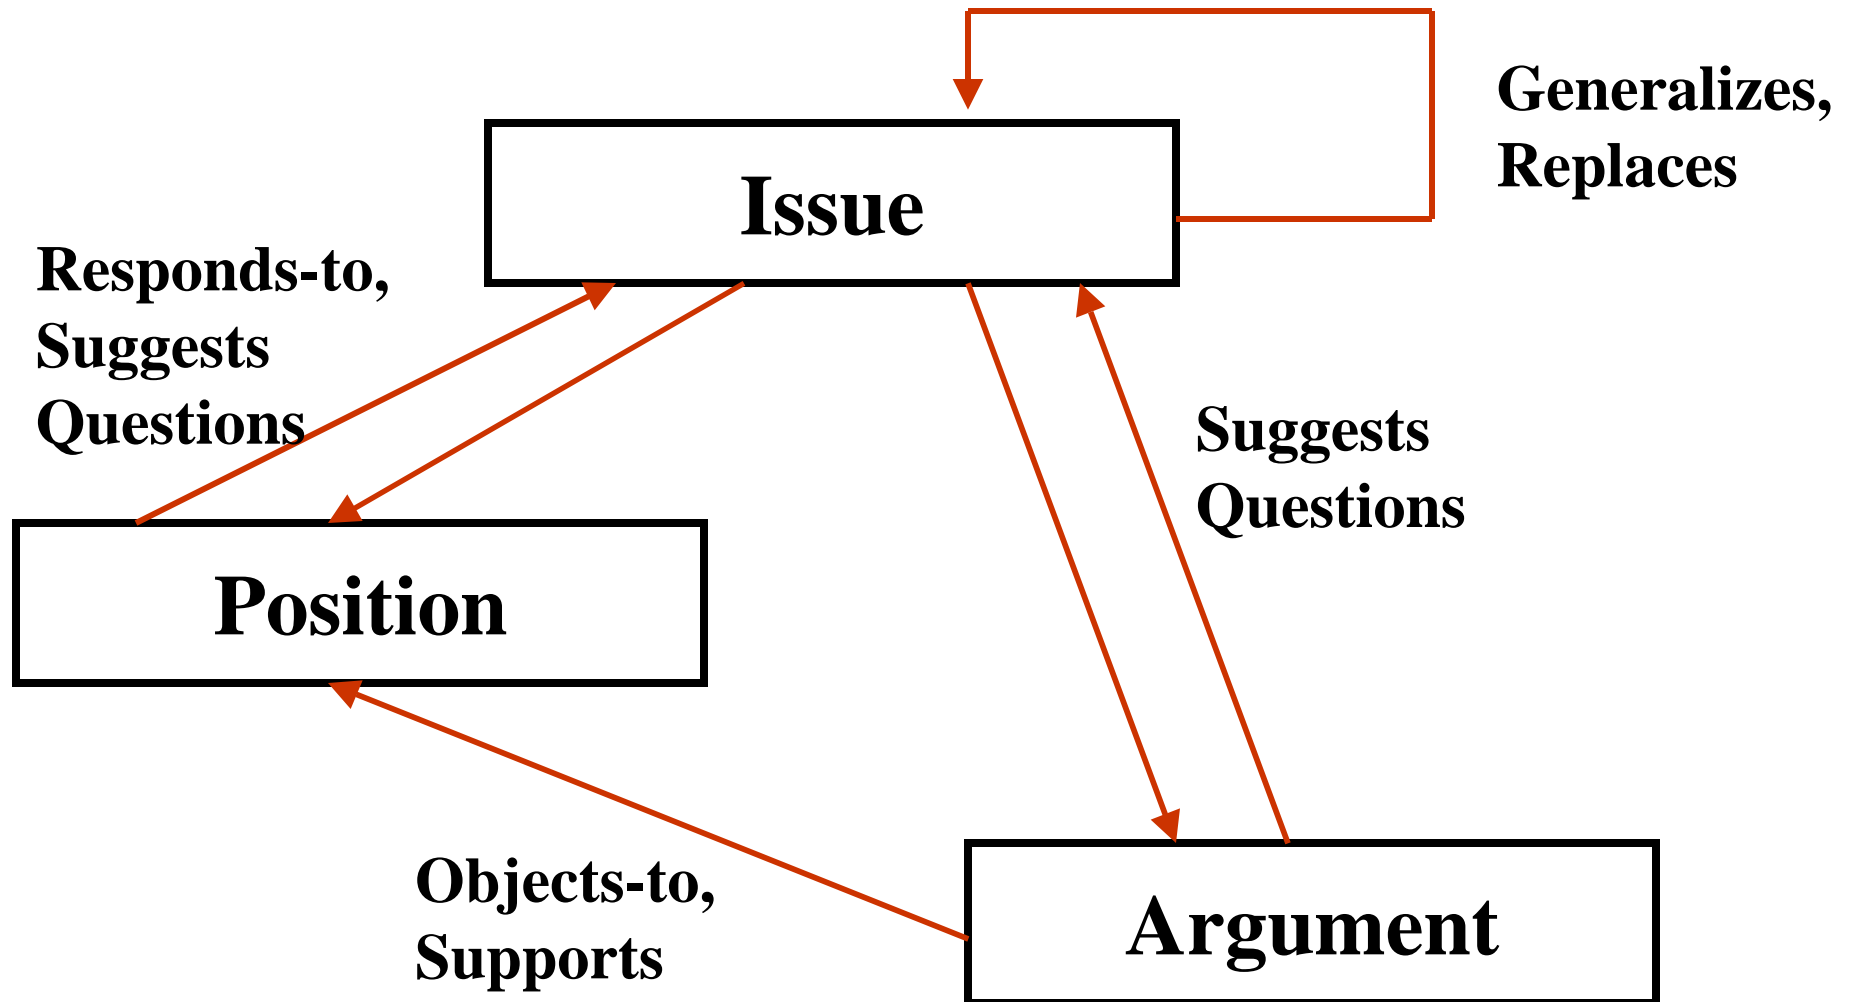 Generalizes,
Replaces
Issue
Responds-to,
Suggests
Questions
Suggests
Questions
Position
Objects-to,
Supports
Argument